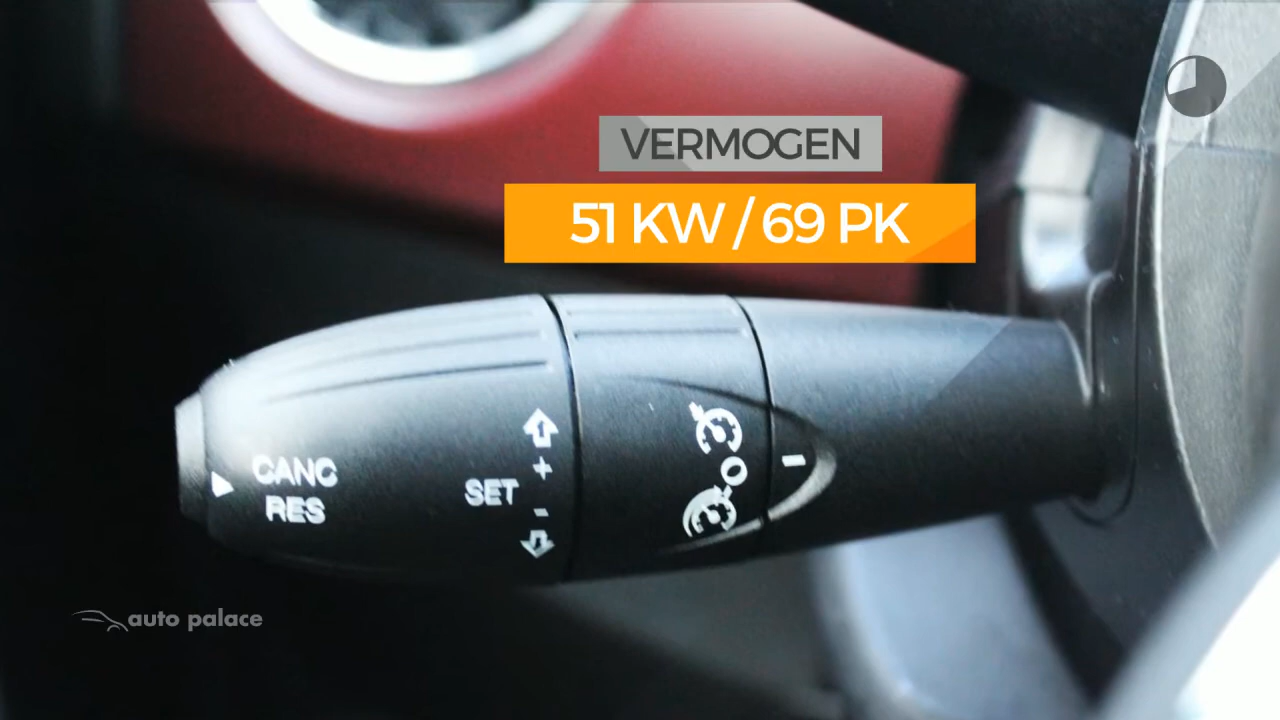 VERMOGEN
51 KW / 69 PK
CANC
RES
SET
+
-
O
auto palace